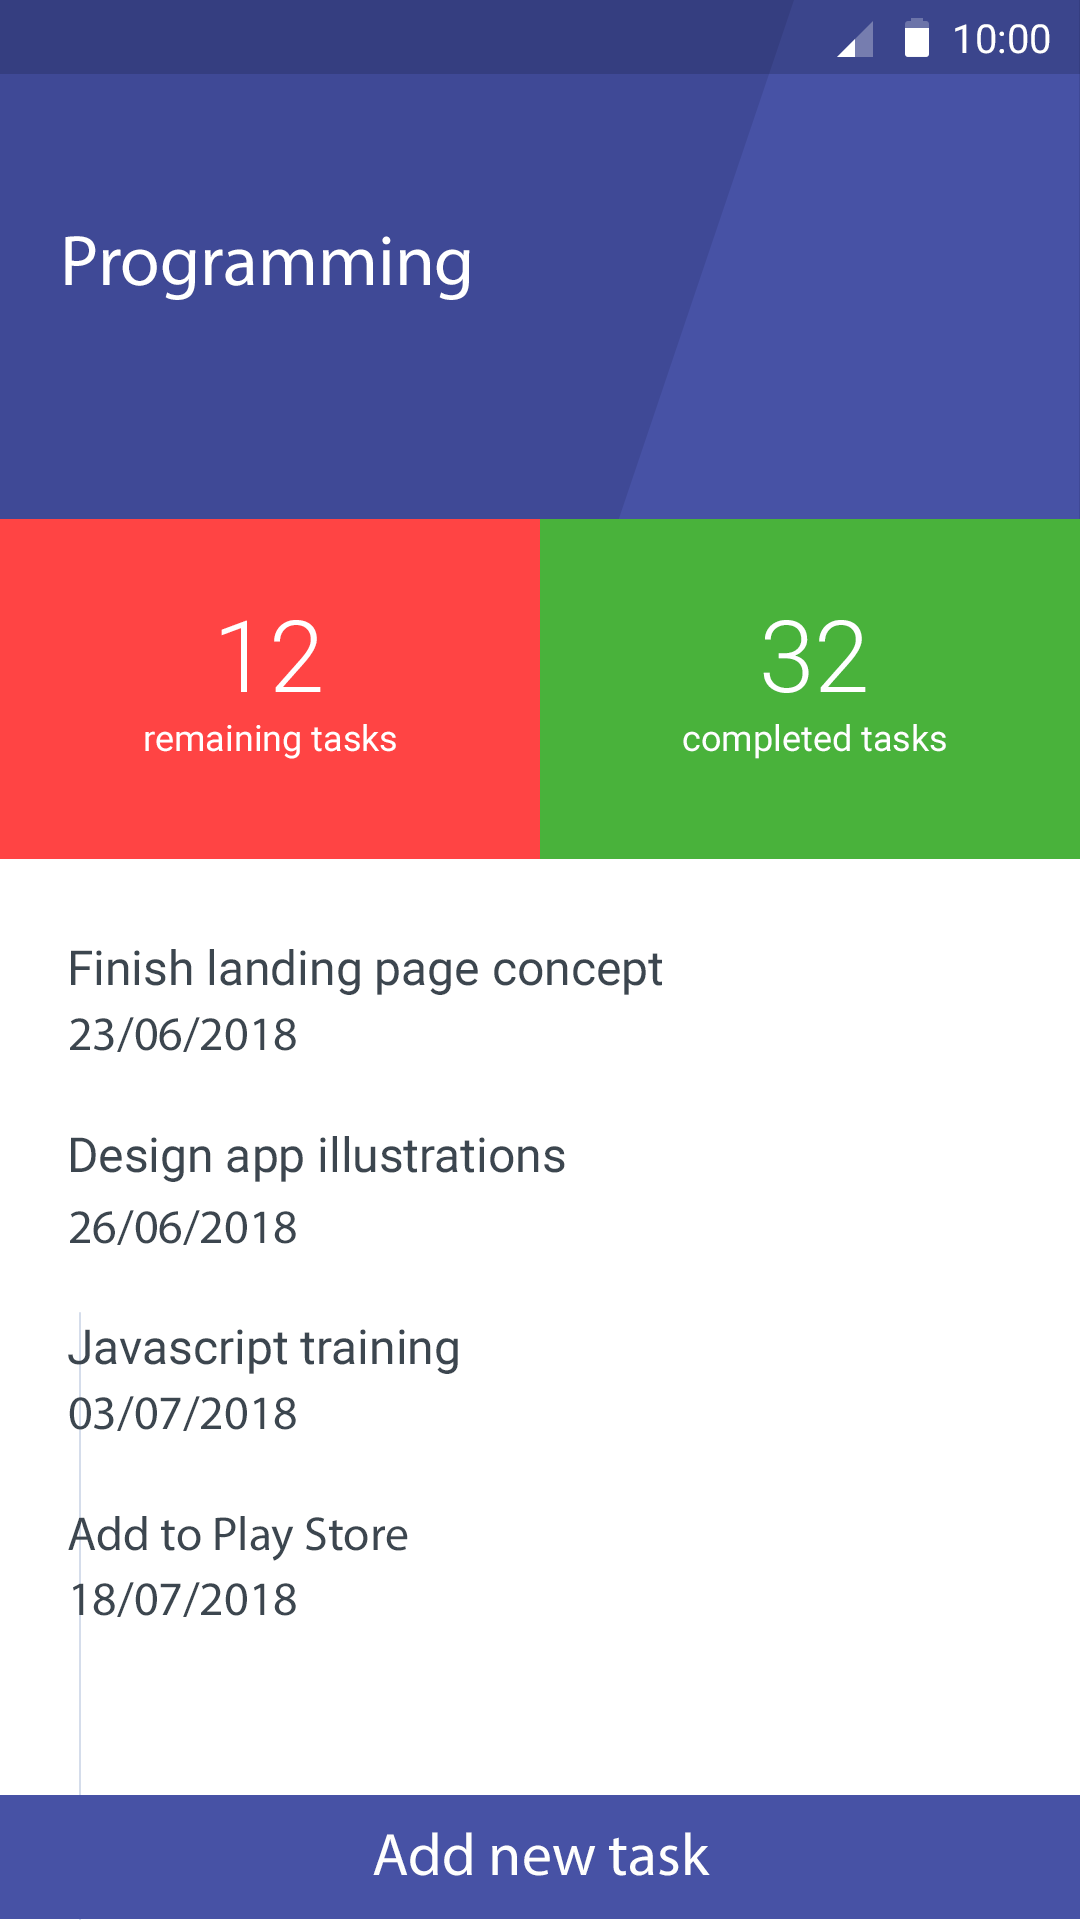 10:00
Programming
12
remaining tasks
32
completed tasks
Finish landing page concept
23/06/2018
Design app illustrations
26/06/2018
Javascript training
03/07/2018
Add to Play Store
18/07/2018
Add new task